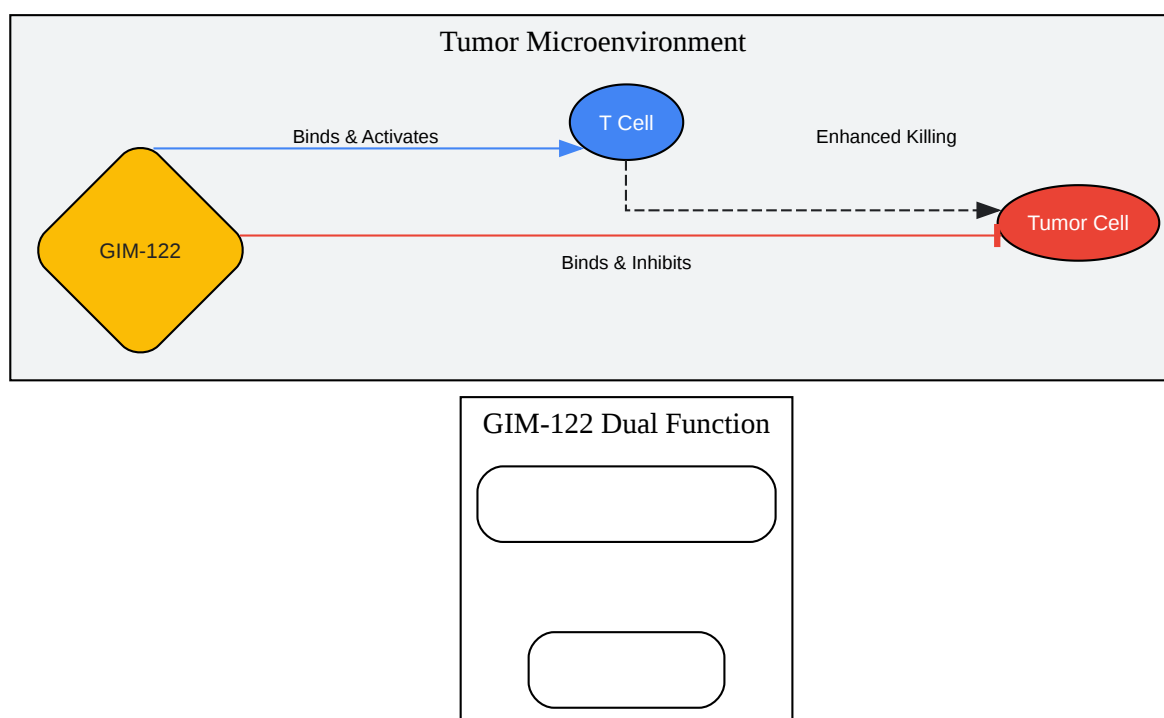 Tumor Microenvironment
T Cell
Binds & Activates
Enhanced Killing
Tumor Cell
GIM-122
Binds & Inhibits
GIM-122 Dual Function